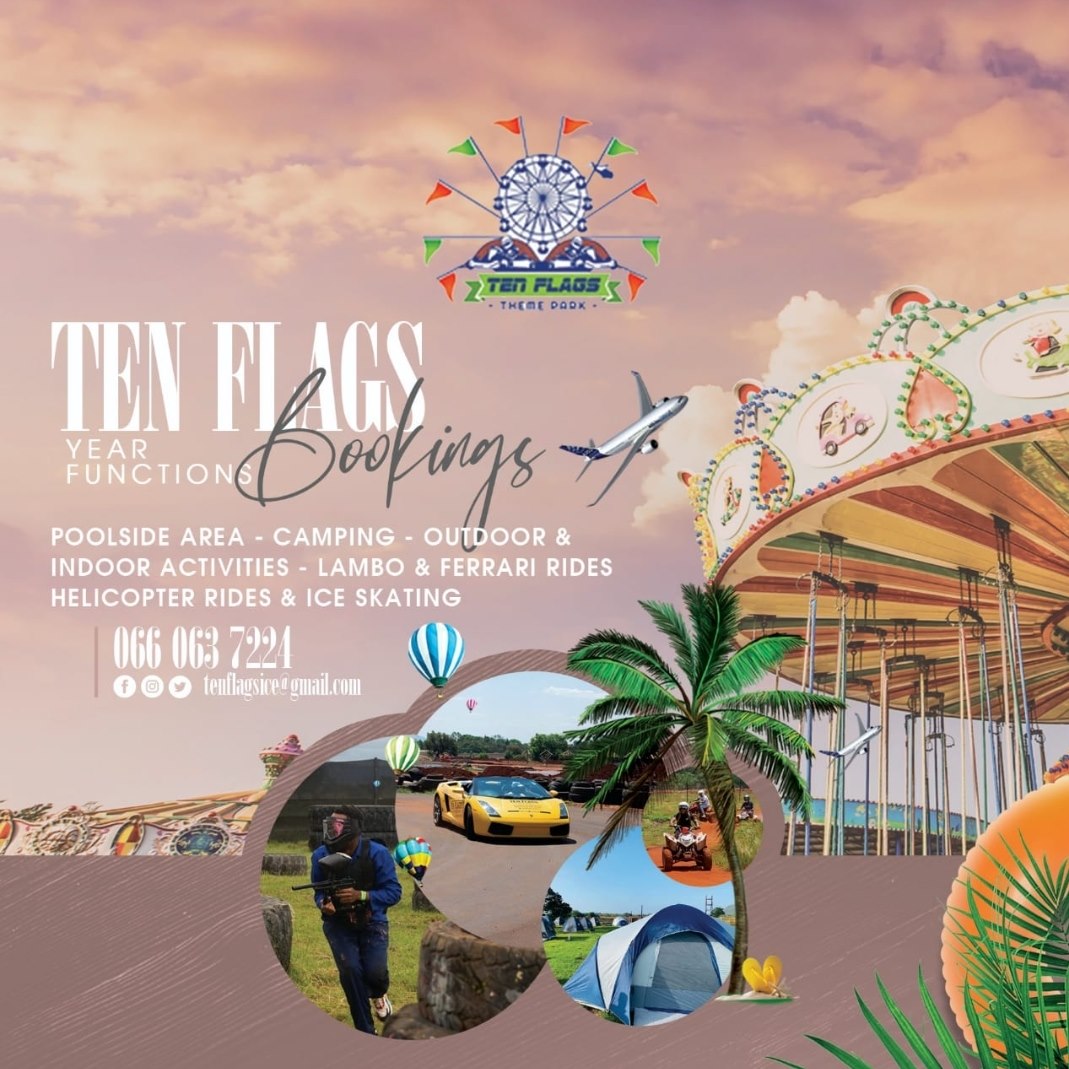 TEN FLAGS
- THEME PARK -
TEN FLAGS
Bookings
YEAR
FUNCTIONS
POOLSIDE AREA - CAMPING - OUTDOOR &
INDOOR ACTIVITIES - LAMBO & FERRARI RIDES
HELICOPTER RIDES & ICE SKATING
066 063 7224
tenflagsice@gmail.com